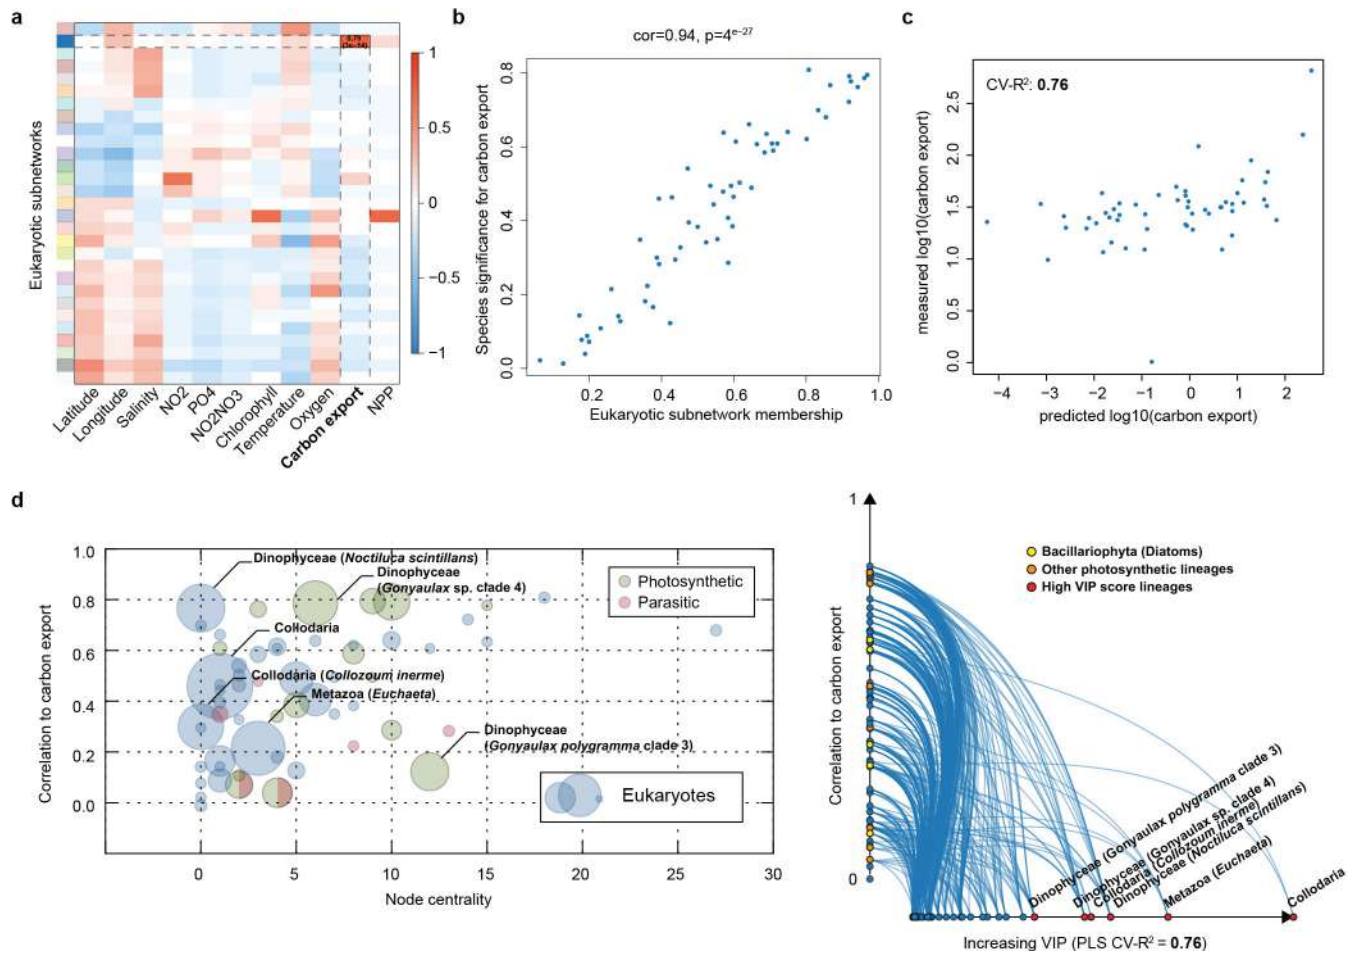 a
Eukaryotic subnetworks
0.79
1
0.5
0
−0.5
−1
Latitude
Longitude
Salinity
NO2
PO4
NO2NO3
Chlorophyll
Temperature
Oxygen
Carbon export
NPP
b
cor=0.94, p=4e−27
Species significance for carbon export
0.8
0.6
0.4
0.2
0.0
0.2
0.4
0.6
0.8
1.0
Eukaryotic subnetwork membership
c
CV-R²: 0.76
measured log10(carbon export)
2.5
2.0
1.5
1.0
0.5
0.0
−4
−3
−2
−1
0
1
2
predicted log10(carbon export)
d
Correlation to carbon export
1.0
0.8
0.6
0.4
0.2
0.0
Dinophyceae (Noctiluca scintillans)
Dinophyceae
(Gonyaulax sp. clade 4)
Collodaria
Collodaria (Collozoum inerme)
Metazoa (Euchaeta)
Dinophyceae
(Gonyaulax polygramma clade 3)
Photosynthetic
Parasitic
Eukaryotes
0
5
10
15
20
25
30
Node centrality
1
Correlation to carbon export
0
Bacillariophyta (Diatoms)
Other photosynthetic lineages
High VIP score lineages
Dinophyceae (Gonyaulax polygramma clade 3)
Dinophyceae (Gonyaulax sp. clade 4)
Collodaria (Collozoum inerme)
Dinophyceae (Noctiluca scintillans)
Metazoa (Euchaeta)
Collodaria
Increasing VIP (PLS CV-R² = 0.76)